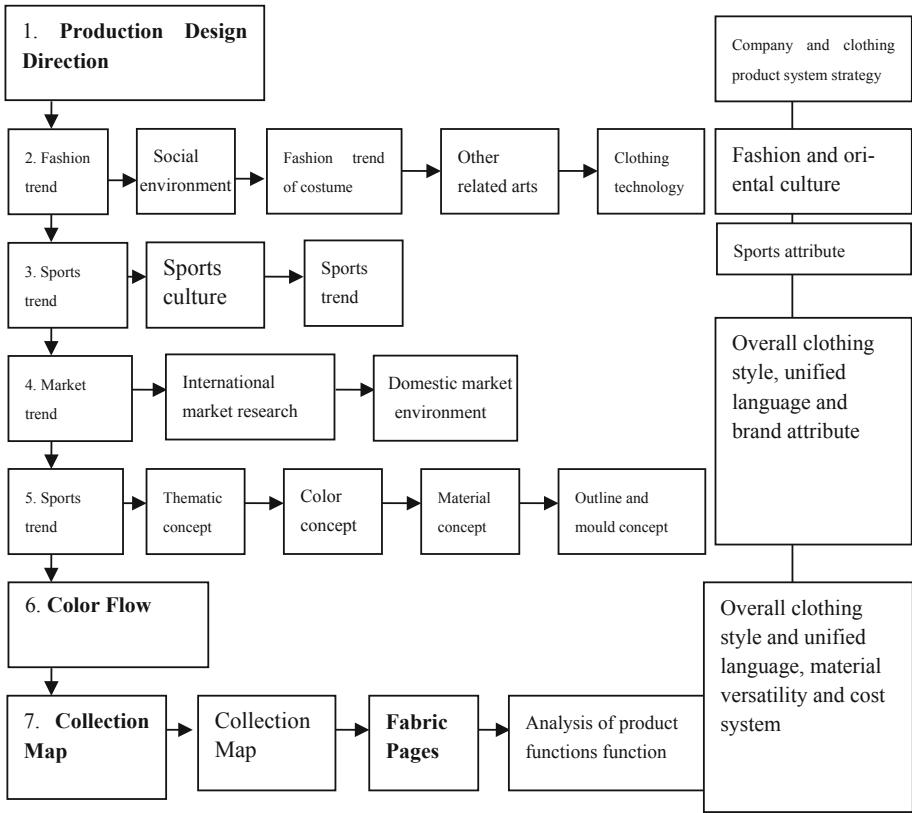 1. Production Design
Direction
Company and clothing
product system strategy
2. Fashion
trend
Social
environment
Fashion trend
of costume
Other
related arts
Clothing
technology
Fashion and ori-
ental culture
3. Sports
trend
Sports
culture
Sports
trend
Sports attribute
4. Market
trend
International
market research
Domestic market
environment
Overall clothing
style, unified
language and
brand attribute
5. Sports
trend
Thematic
concept
Color
concept
Material
concept
Outline and
mould concept
6. Color Flow
Overall clothing
style and unified
language, material
versatility and cost
system
7. Collection
Map
Collection
Map
Fabric
Pages
Analysis of product
functions function